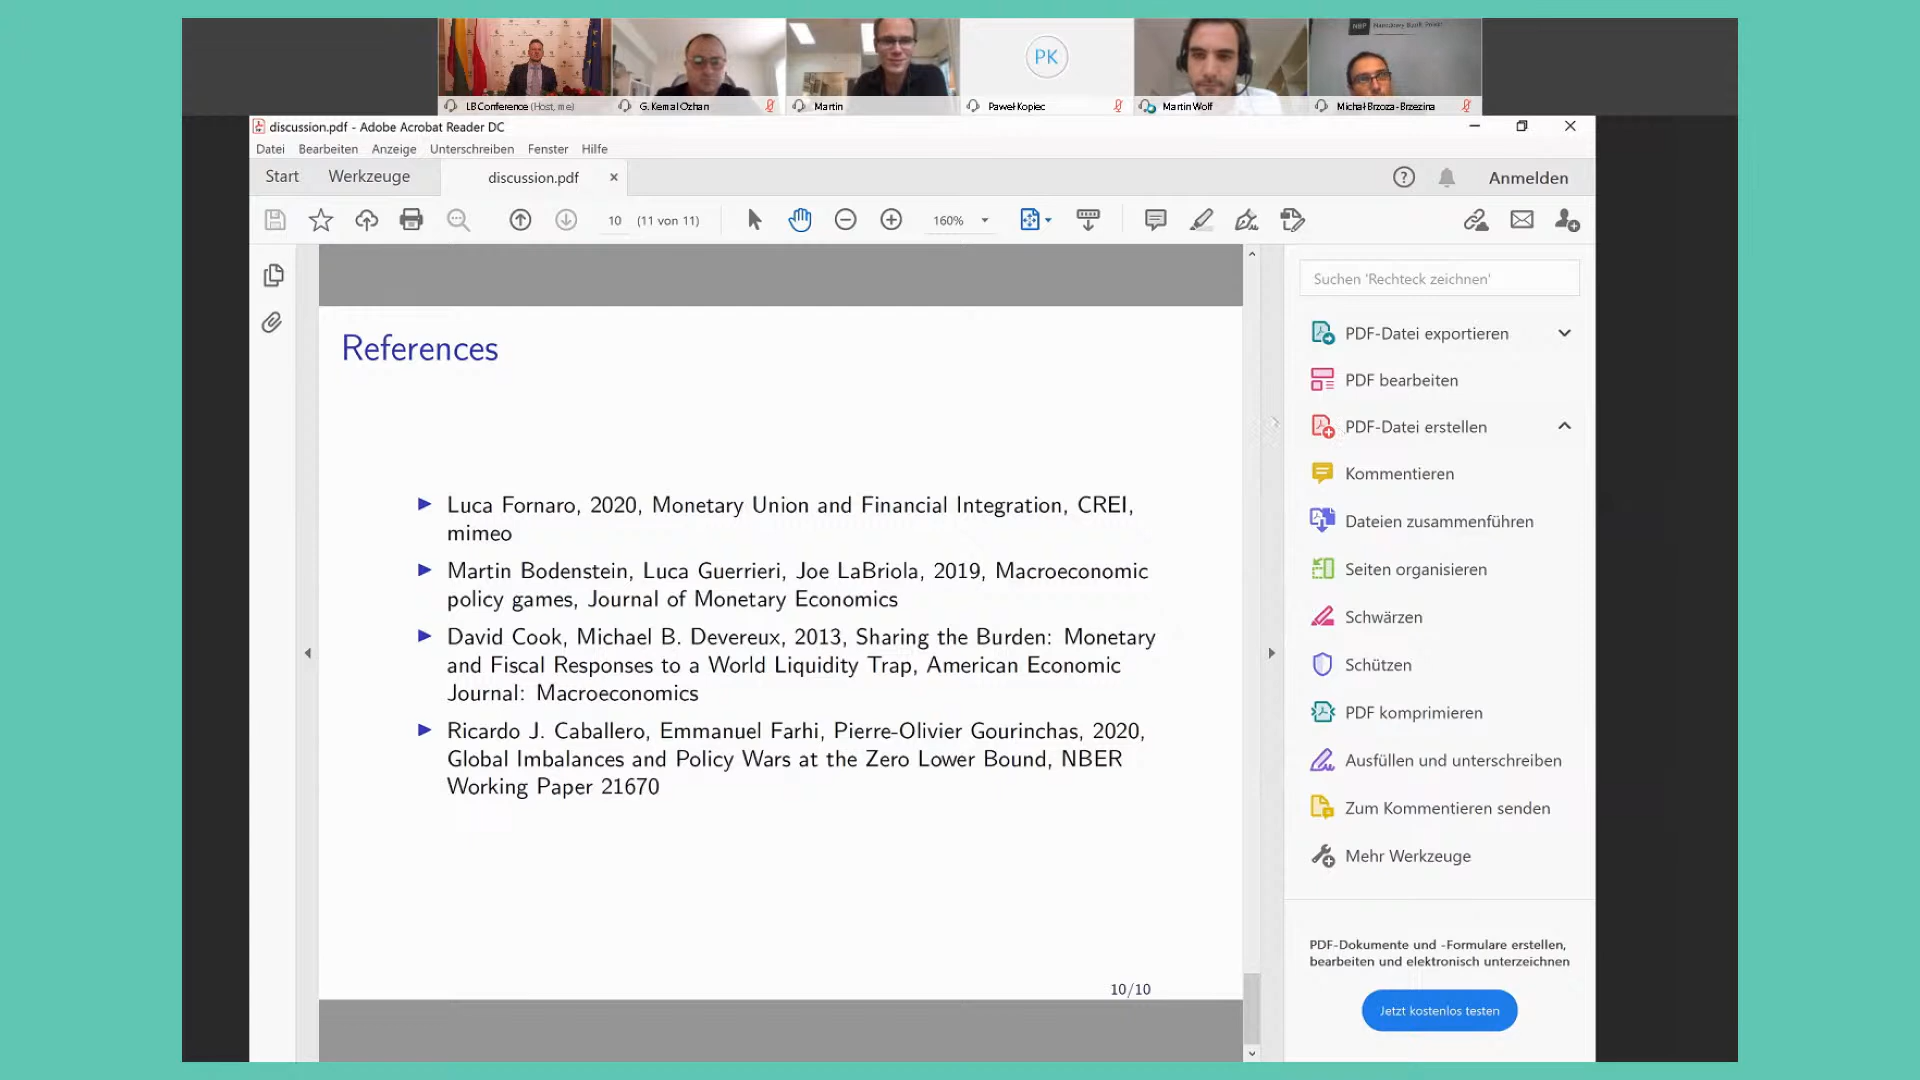 NBP Narodowy Bank Polski
PK
LB Conference (Host, me)
G. Kemal Ozhan
Martin
Paweł Kopiec
Martin Wolf
Michał Brzoza-Brzezina
discussion.pdf - Adobe Acrobat Reader DC
Datei Bearbeiten Anzeige Unterschreiben Fenster Hilfe
Start Werkzeuge discussion.pdf × Anmelden
10 (11 von 11) 160%
Suchen 'Rechteck zeichnen'
PDF-Datei exportieren
PDF bearbeiten
PDF-Datei erstellen
Kommentieren
Dateien zusammenführen
Seiten organisieren
Schwärzen
Schützen
PDF komprimieren
Ausfüllen und unterschreiben
Zum Kommentieren senden
Mehr Werkzeuge
PDF-Dokumente und -Formulare erstellen,
bearbeiten und elektronisch unterzeichnen
Jetzt kostenlos testen
References
Luca Fornaro, 2020, Monetary Union and Financial Integration, CREI,
mimeo
Martin Bodenstein, Luca Guerrieri, Joe LaBriola, 2019, Macroeconomic
policy games, Journal of Monetary Economics
David Cook, Michael B. Devereux, 2013, Sharing the Burden: Monetary
and Fiscal Responses to a World Liquidity Trap, American Economic
Journal: Macroeconomics
Ricardo J. Caballero, Emmanuel Farhi, Pierre-Olivier Gourinchas, 2020,
Global Imbalances and Policy Wars at the Zero Lower Bound, NBER
Working Paper 21670
10/10